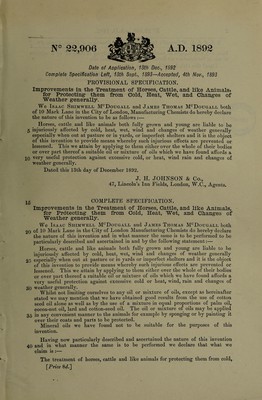 Nº 22,906
A.D. 1892
Date of Application, 13th Dec., 1892
Complete Specification Left, 13th Sept., 1893—Accepted, 4th Nov., 1893
PROVISIONAL SPECIFICATION.
Improvements in the Treatment of Horses, Cattle, and like Animals,
for Protecting them from Cold, Heat, Wet, and Changes of
Weather generally.
We ISAAC SHIMWELL McDOUGALL and JAMES THOMAS McDOUGALL both
of 10 Mark Lane in the City of London, Manufacturing Chemists do hereby declare
the nature of this invention to be as follows :—
Horses, cattle and like animals both fully grown and young are liable to be
5 injuriously affected by cold, heat, wet, wind and changes of weather generally
especially when out at pasture or in yards, or imperfect shelters and it is the object
of this invention to provide means whereby such injurious effects are prevented or
lessened. This we attain by applying to them either over the whole of their bodies
or over part thereof a suitable oil or mixture of oils which we have found affords a
10 very useful protection against excessive cold, or heat, wind rain and changes of
weather generally.
Dated this 13th day of December 1892.
J. H. JOHNSON & Co.,
47, Lincoln's Inn Fields, London, W.C., Agents.
15 COMPLETE SPECIFICATION.
Improvements in the Treatment of Horses, Cattle, and like Animals,
for Protecting them from Cold, Heat, Wet, and Changes of
Weather generally.
We ISAAC SHIMWELL McDOUGALL and JAMES THOMAS McDOUGALL both
20 of 10 Mark Lane in the City of London Manufacturing Chemists do hereby declare
the nature of this invention and in what manner the same is to be performed to be
particularly described and ascertained in and by the following statement :—
Horses, cattle and like animals both fully grown and young are liable to be
injuriously affected by cold, heat, wet, wind and changes of weather generally
25 especially when out at pasture or in yards or imperfect shelters and it is the object
of this invention to provide means whereby such injurious effects are prevented or
lessened. This we attain by applying to them either over the whole of their bodies
or over part thereof a suitable oil or mixture of oils which we have found affords a
very useful protection against excessive cold or heat, wind, rain and changes of
30 weather generally.
Whilst not limiting ourselves to any oil or mixture of oils, except as hereinafter
stated we may mention that we have obtained good results from the use of cotton
seed oil alone as well as by the use of a mixture in equal proportions of palm oil,
cocoa-nut oil, lard and cotton-seed oil. The oil or mixture of oils may be applied
35 in any convenient manner to the animals for example by sponging or by painting it
over their coats and parts to be protected.
Mineral oils we have found not to be suitable for the purposes of this
invention.
Having now particularly described and ascertained the nature of this invention
40 and in what manner the same is to be performed we declare that what we
claim is :—
The treatment of horses, cattle and like animals for protecting them from cold,
[Price 8d.]